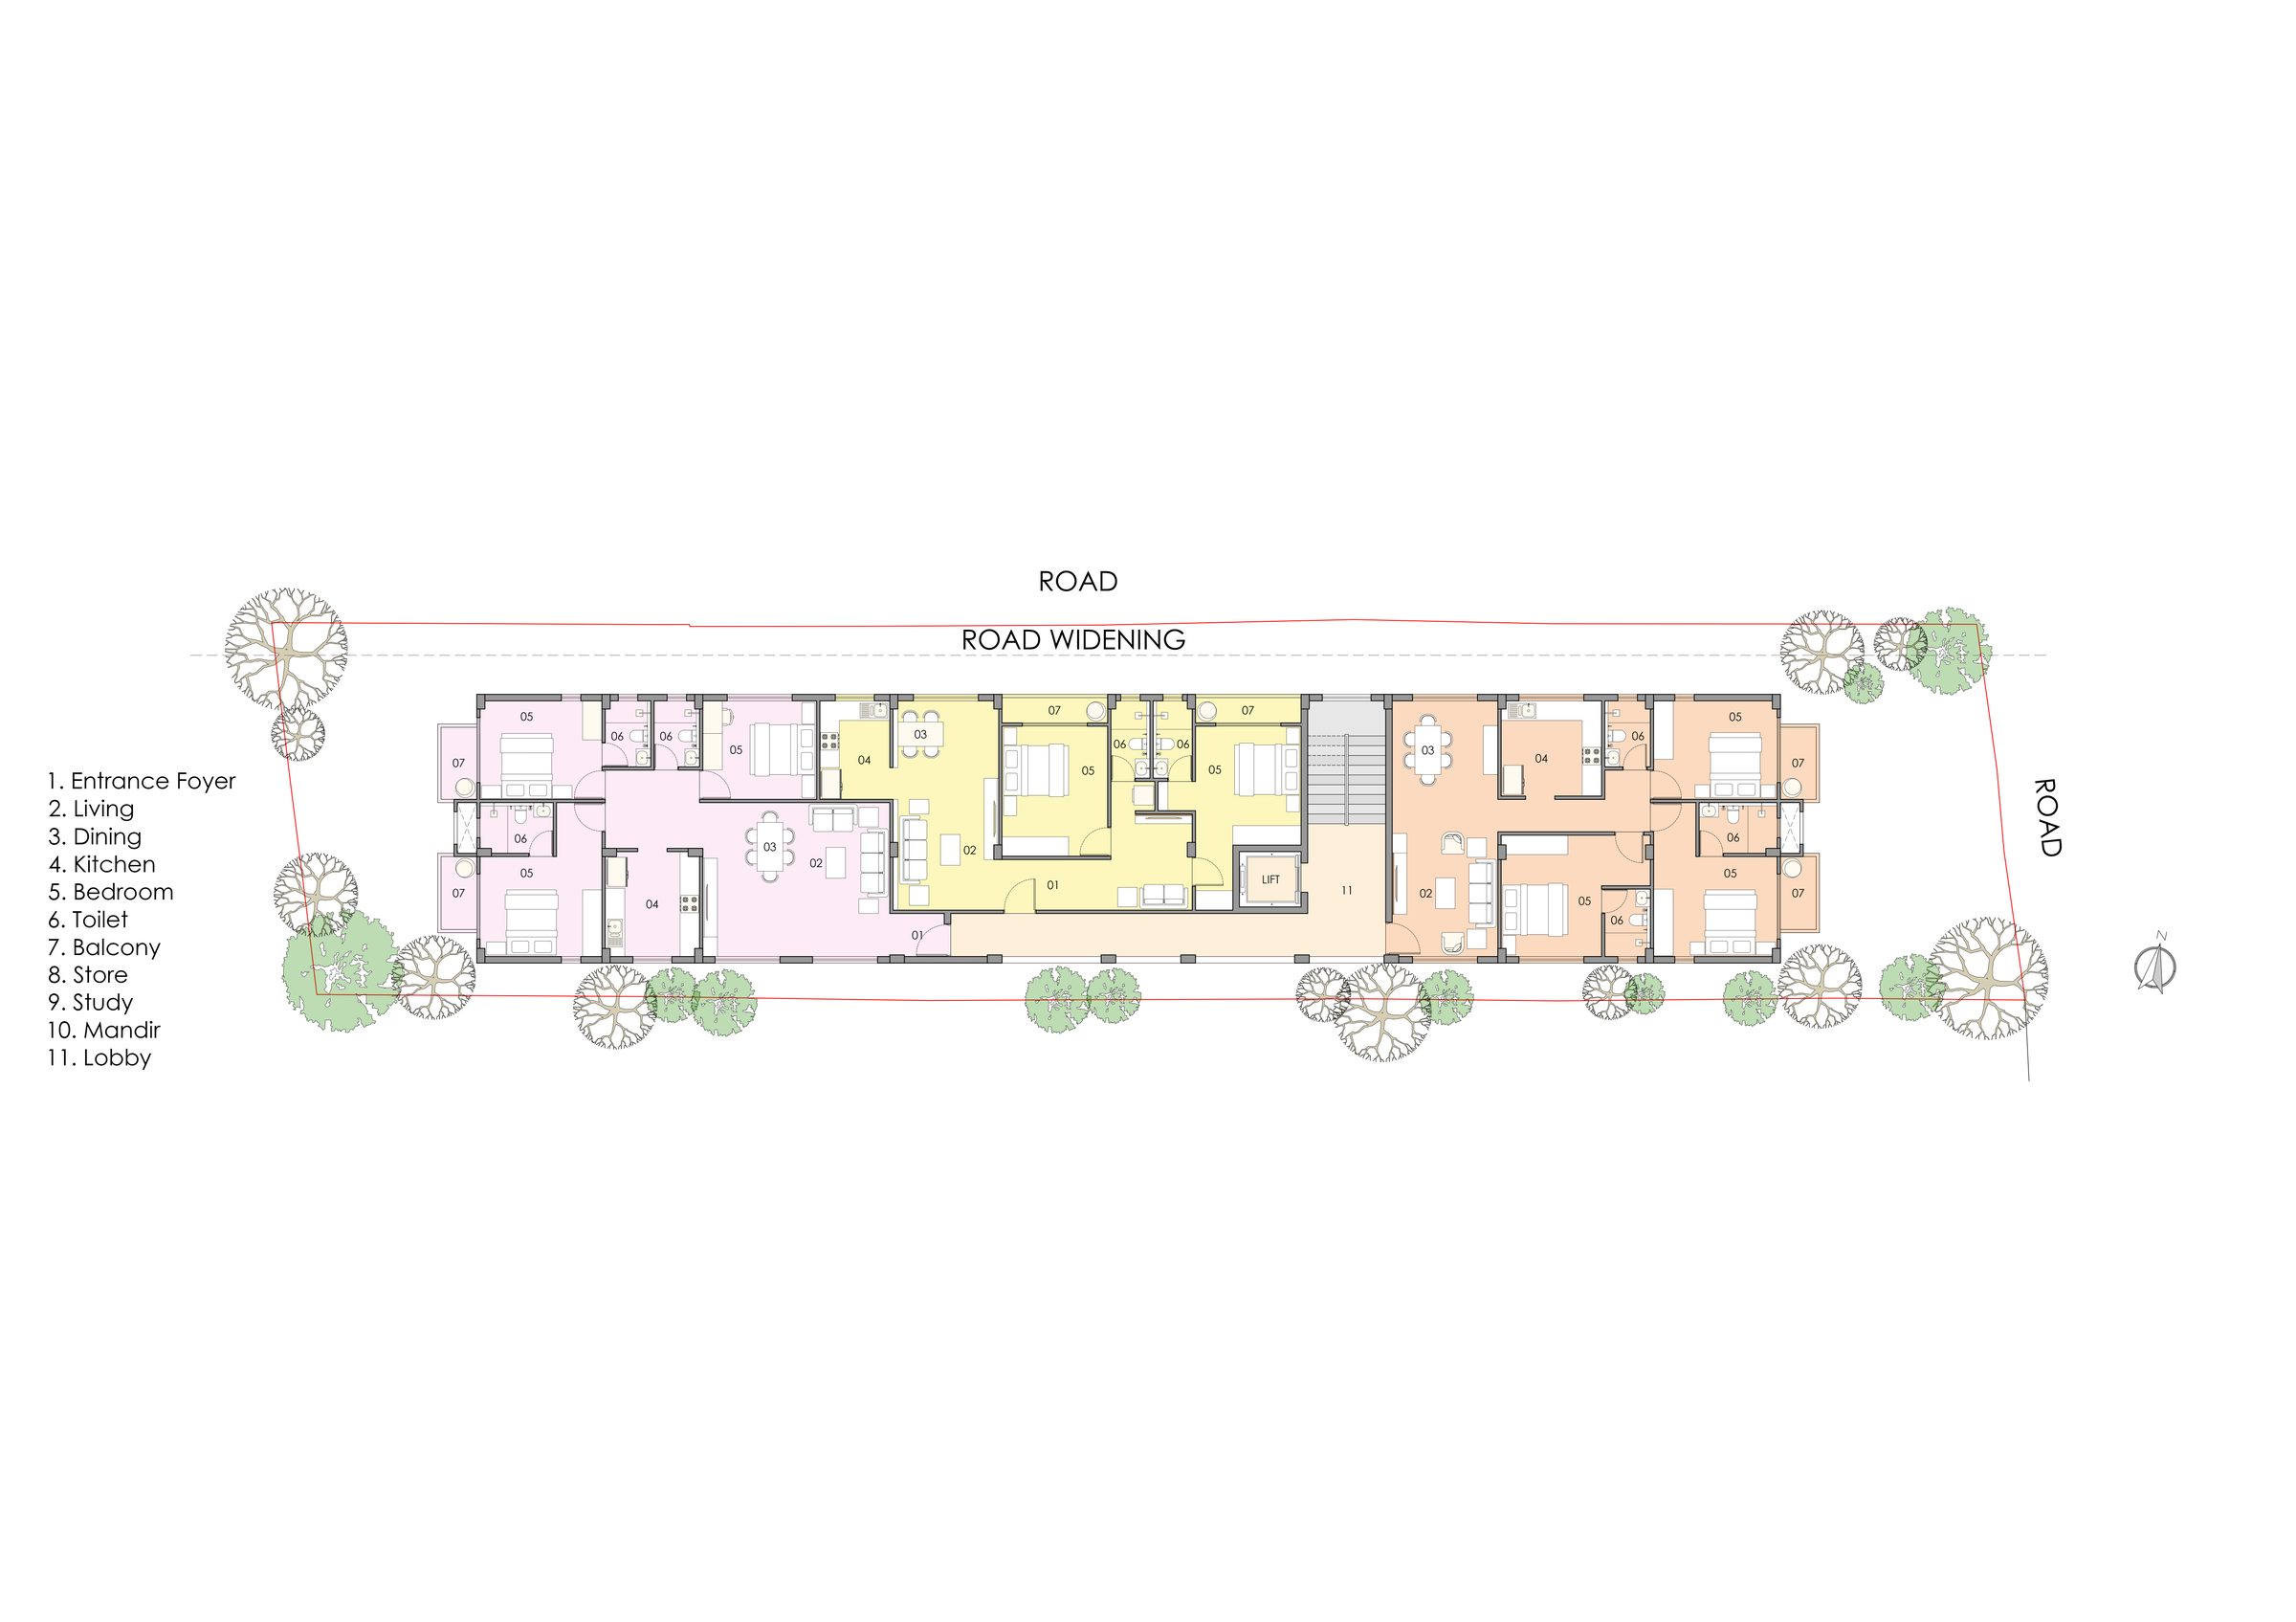 ROAD
ROAD WIDENING
ROAD
N
1. Entrance Foyer
2. Living
3. Dining
4. Kitchen
5. Bedroom
6. Toilet
7. Balcony
8. Store
9. Study
10. Mandir
11. Lobby
05
06
06
05
07
06
05
07
04
03
02
01
04
03
02
07
05
06
06
07
05
01
LIFT
11
03
04
06
05
07
02
05
06
06
05
07